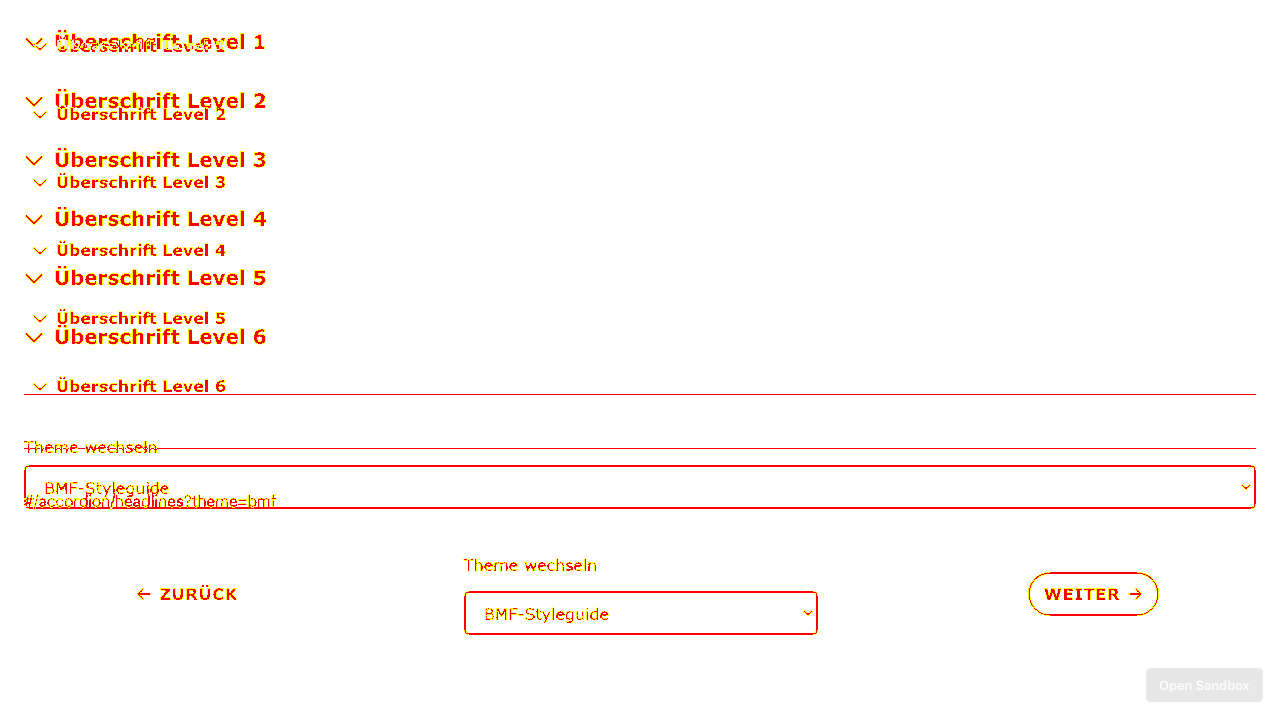 Überschrift Level 1
Überschrift Level 1
Überschrift Level 2
Überschrift Level 2
Überschrift Level 3
Überschrift Level 3
Überschrift Level 4
Überschrift Level 4
Überschrift Level 5
Überschrift Level 5
Überschrift Level 6
Überschrift Level 6
Theme wechseln
BMF-Styleguide
#/accordion/headlines?theme=bmf
Theme wechseln
← ZURÜCK
BMF-Styleguide
WEITER →
Open Sandbox